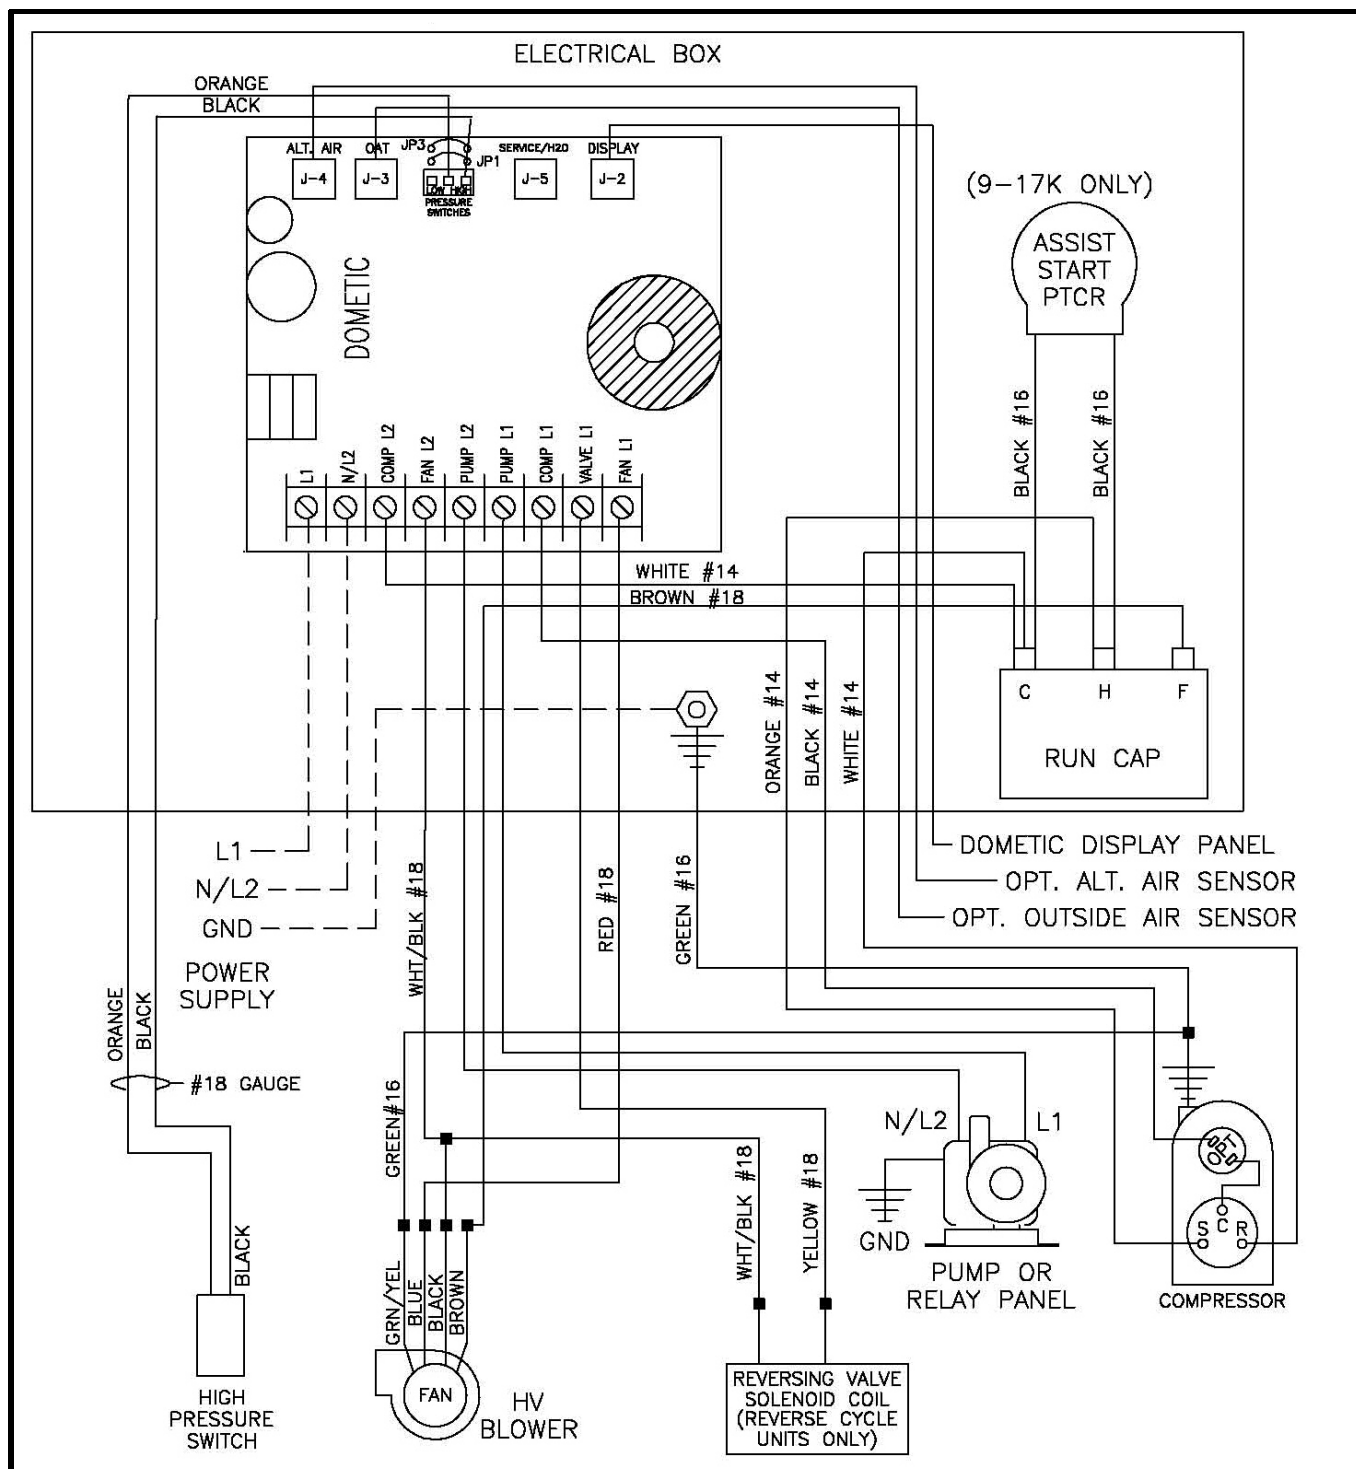 ELECTRICAL BOX
ORANGE
BLACK
ALT. AIR
OAT
JP3
JP1
SERVICE/H2O
DISPLAY
J-4
J-3
J-5
J-2
LOW HIGH
PRESSURE
SWITCHES
(9-17K ONLY)
ASSIST
START
PTCR
DOMETIC
BLACK #16
BLACK #16
L1
N/L2
COMP L2
FAN L2
PUMP L2
PUMP L1
COMP L1
VALVE L1
FAN L1
WHITE #14
BROWN #18
ORANGE #14
BLACK #14
WHITE #14
C
H
F
RUN CAP
L1
N/L2
GND
POWER
SUPPLY
WHT/BLK #18
RED #18
GREEN #16
DOMETIC DISPLAY PANEL
OPT. ALT. AIR SENSOR
OPT. OUTSIDE AIR SENSOR
ORANGE
BLACK
#18 GAUGE
GREEN#16
N/L2
L1
GND
PUMP OR
RELAY PANEL
WHT/BLK #18
YELLOW #18
OPT
S
C
R
COMPRESSOR
BLACK
GRN/YEL
BLUE
BLACK
BROWN
FAN
HV
BLOWER
HIGH
PRESSURE
SWITCH
REVERSING VALVE
SOLENOID COIL
(REVERSE CYCLE
UNITS ONLY)